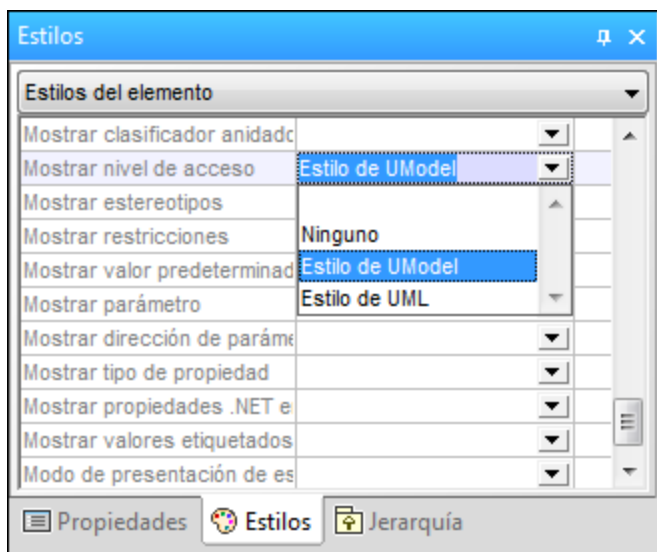 Estilos
Estilos del elemento
Mostrar clasificador anidado
Mostrar nivel de acceso Estilo de UModel
Mostrar estereotipos
Mostrar restricciones Ninguno
Mostrar valor predeterminad Estilo de UModel
Mostrar parámetro Estilo de UML
Mostrar dirección de paráme
Mostrar tipo de propiedad
Mostrar propiedades .NET e
Mostrar valores etiquetados
Modo de presentación de es
Propiedades Estilos Jerarquía